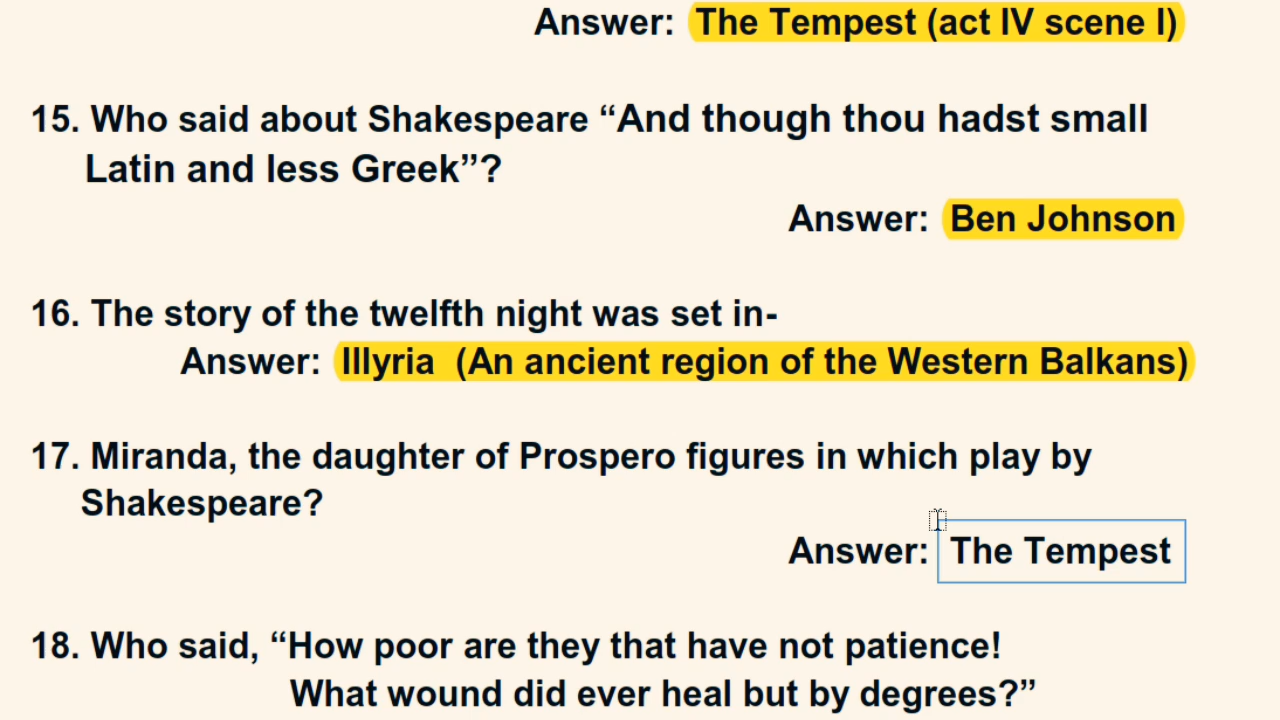 Answer: The Tempest (act IV scene I)
15. Who said about Shakespeare “And though thou hadst small
Latin and less Greek”?
Answer: Ben Johnson
16. The story of the twelfth night was set in-
Answer: Illyria (An ancient region of the Western Balkans)
17. Miranda, the daughter of Prospero figures in which play by
Shakespeare?
Answer: The Tempest
18. Who said, “How poor are they that have not patience!
What wound did ever heal but by degrees?”